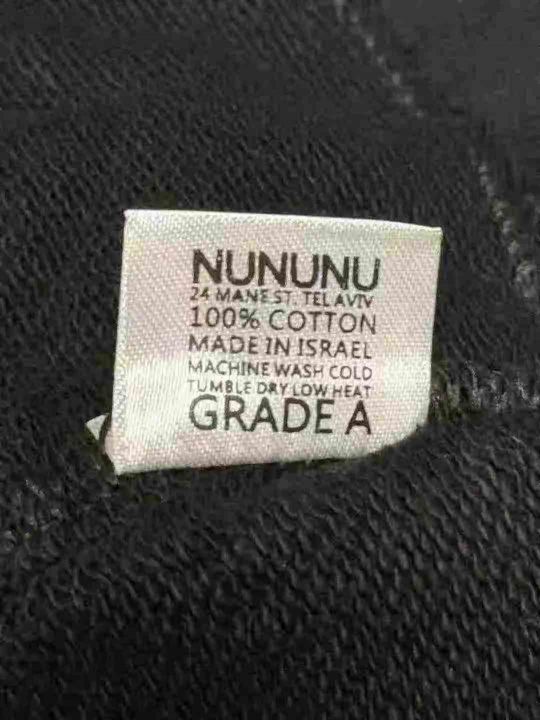 NUNUNU
24 MANE ST. TEL AVIV
100% COTTON
MADE IN ISRAEL
MACHINE WASH COLD
TUMBLE DRY LOW HEAT
GRADE A